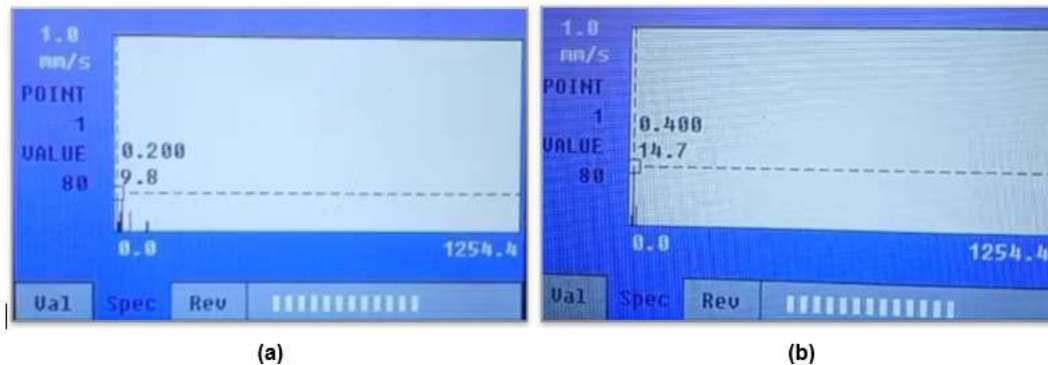 1.0
mm/s
POINT
1
VALUE
80
0.200
9.8
0.0 1254.4
Val Spec Rev
(a)
1.0
mm/s
POINT
1
VALUE
80
0.400
14.7
0.0 1254.4
Val Spec Rev
(b)